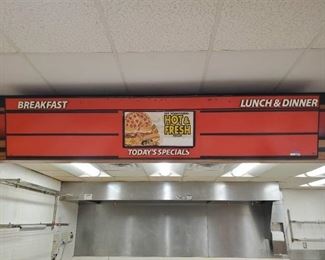 BREAKFAST
LUNCH & DINNER
HOT &
FRESH
TODAY'S SPECIALS